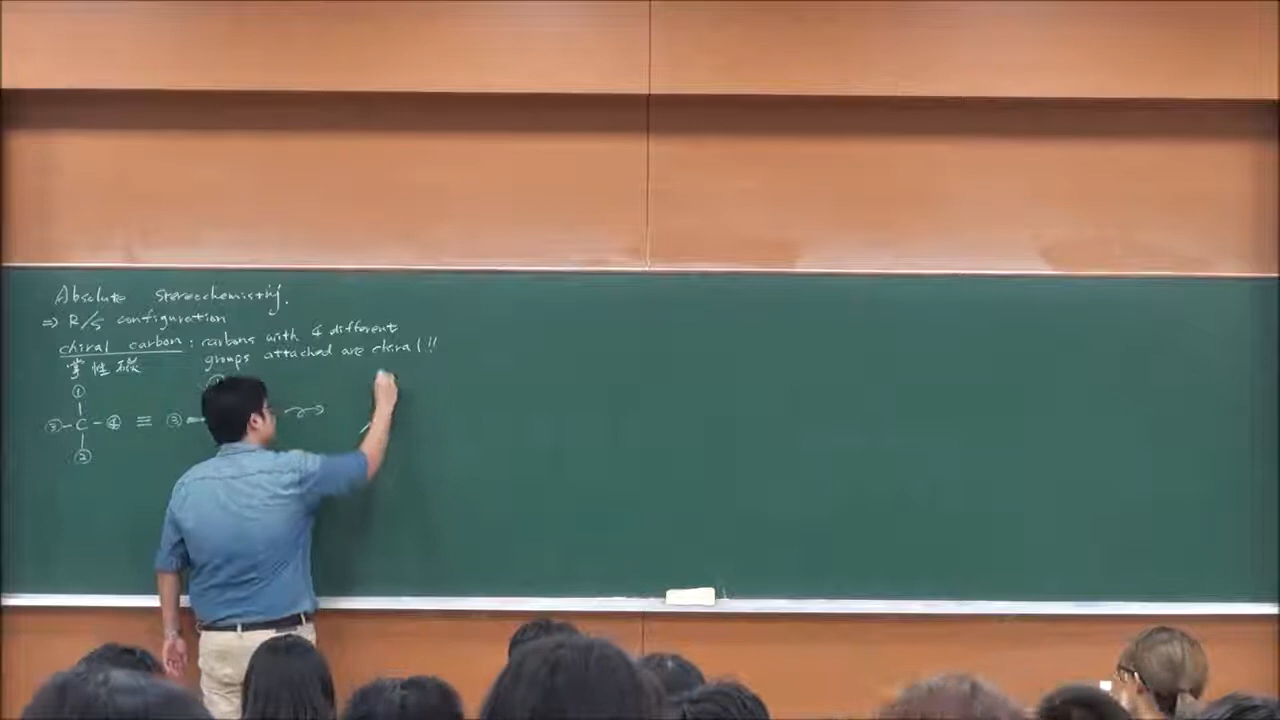 Absolute stereochemistry.
⇒ R/S configuration
chiral carbon : carbons with 4 different
groups attached are chiral!!
掌性碳
①
③-C-④ ≡ ③
②